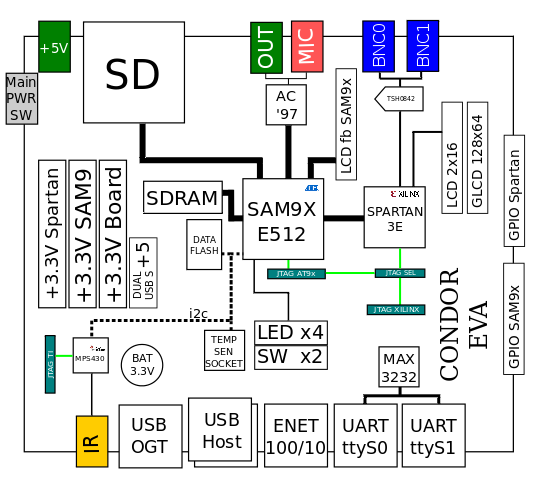 +5V
SD
OUT
MIC
BNC0
BNC1
Main
PWR
SW
AC
'97
LCD fb SAM9x
TSH0842
LCD 2x16
GLCD 128x64
GPIO Spartan
+3.3V Spartan
+3.3V SAM9
+3.3V Board
DUAL
USB S
+5
SDRAM
SAM9X
E512
XILINX
SPARTAN
3E
DATA
FLASH
JTAG AT9x
JTAG SEL
JTAG XILINX
GPIO SAM9x
i2c
LED x4
SW x2
TEMP
SEN
SOCKET
CONDOR
EVA
JTAG TI
MPS430
BAT
3.3V
MAX
3232
IR
USB
OGT
USB
Host
ENET
100/10
UART
ttyS0
UART
ttyS1